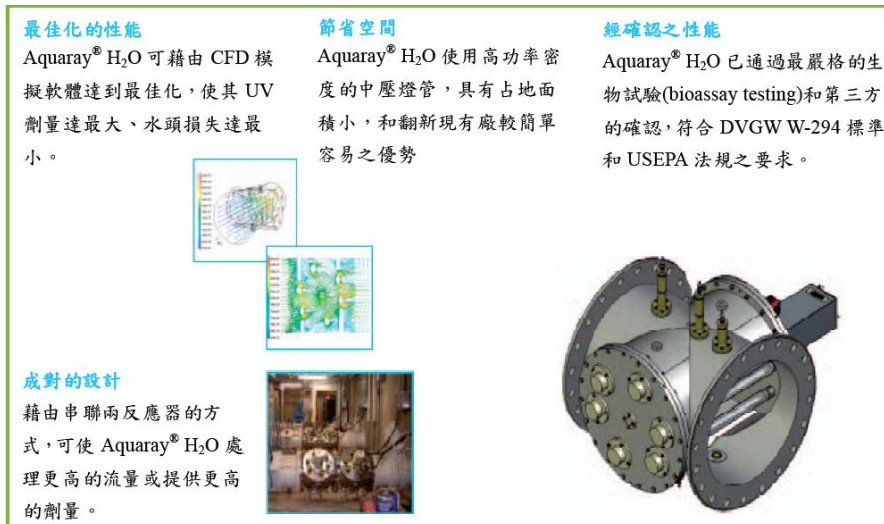 最佳化的性能
Aquaray® H₂O 可藉由 CFD 模
擬軟體達到最佳化，使其 UV
劑量達最大、水頭損失達最
小。
節省空間
Aquaray® H₂O 使用高功率密
度的中壓燈管，具有占地面
積小，和翻新現有廠較簡單
容易之優勢
經確認之性能
Aquaray® H₂O 已通過最嚴格的生
物試驗(bioassay testing)和第三方
的確認，符合 DVGW W-294 標準
和 USEPA 法規之要求。
成對的設計
藉由串聯兩反應器的方
式，可使 Aquaray® H₂O 處
理更高的流量或提供更高
的劑量。